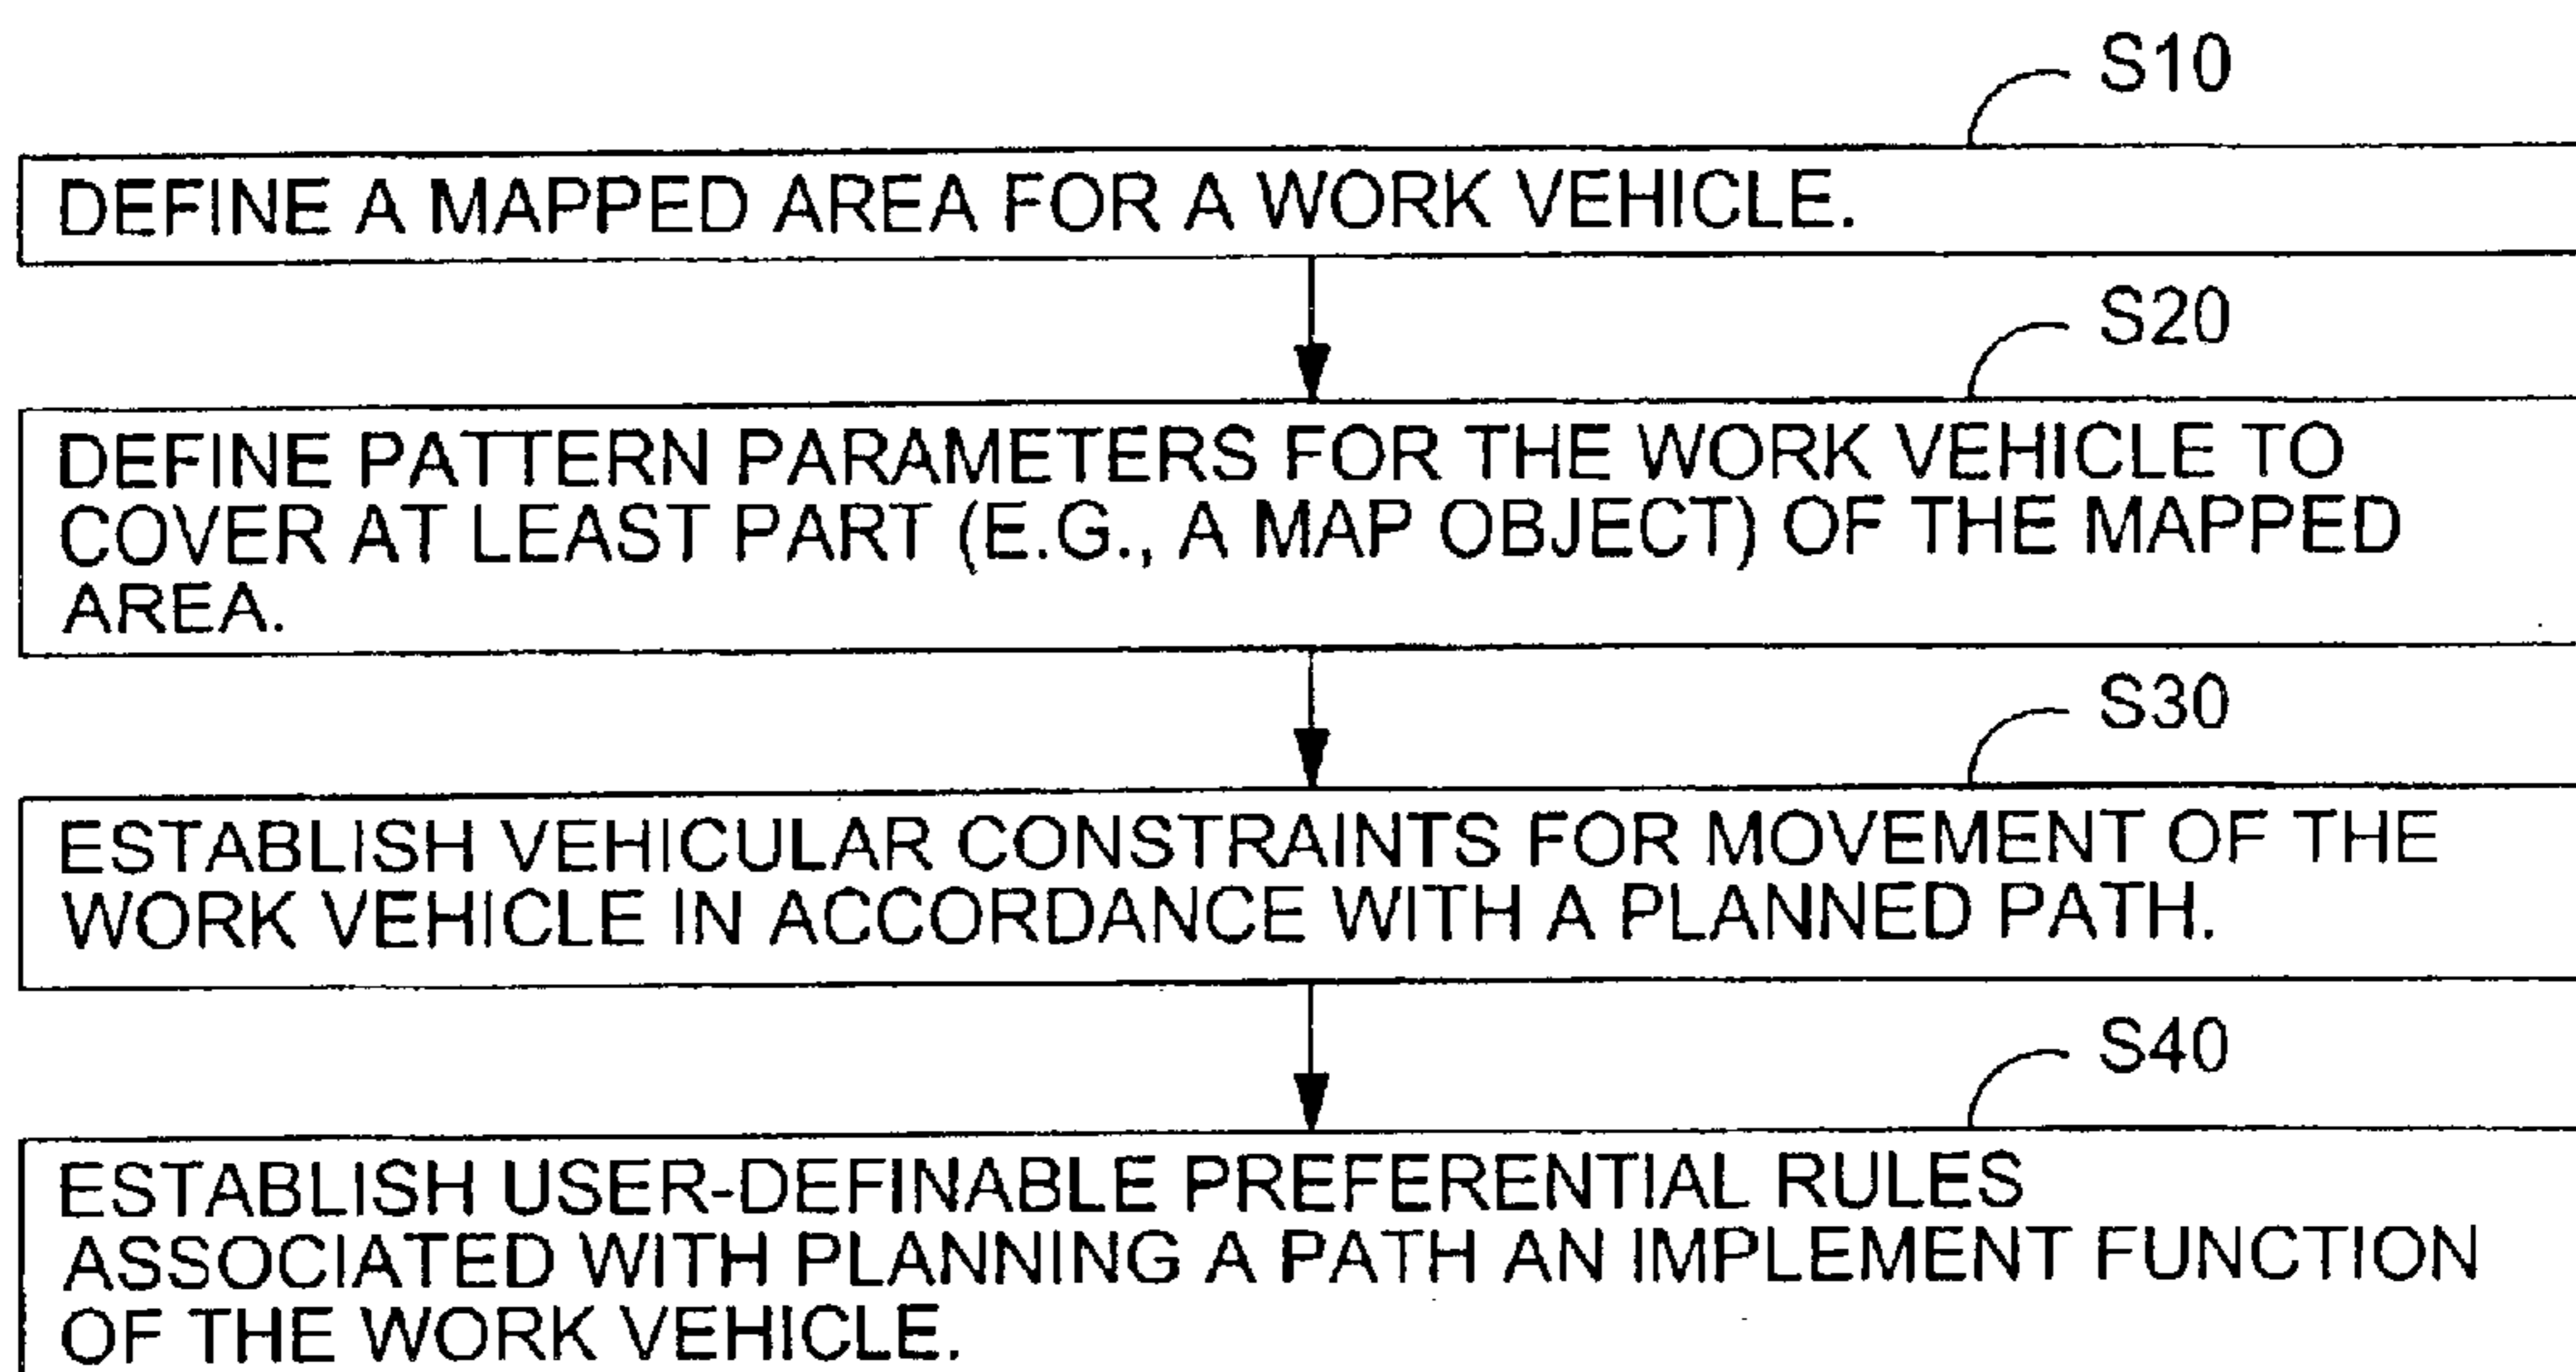 S10
DEFINE A MAPPED AREA FOR A WORK VEHICLE.
S20
DEFINE PATTERN PARAMETERS FOR THE WORK VEHICLE TO
COVER AT LEAST PART (E.G., A MAP OBJECT) OF THE MAPPED
AREA.
S30
ESTABLISH VEHICULAR CONSTRAINTS FOR MOVEMENT OF THE
WORK VEHICLE IN ACCORDANCE WITH A PLANNED PATH.
S40
ESTABLISH USER-DEFINABLE PREFERENTIAL RULES
ASSOCIATED WITH PLANNING A PATH AN IMPLEMENT FUNCTION
OF THE WORK VEHICLE.